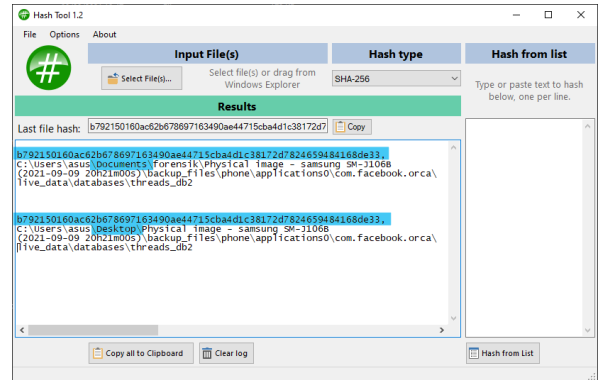 Hash Tool 1.2
File Options About
#
Input File(s)
Select File(s)...
Select file(s) or drag from
Windows Explorer
Hash type
SHA-256
Hash from list
Type or paste text to hash
below, one per line.
Results
Last file hash: b792150160ac62b678697163490ae44715cba4d1c38172d7 Copy
b792150160ac62b678697163490ae44715cba4d1c38172d7824659484168de33,
C:\Users\asus\Documents\forensik\Physical image - samsung SM-J106B
(2021-09-09 20h21m00s)\backup_files\phone\applications0\com.facebook.orca\
live_data\databases\threads_db2
b792150160ac62b678697163490ae44715cba4d1c38172d7824659484168de33,
C:\Users\asus\Desktop\Physical image - samsung SM-J106B
(2021-09-09 20h21m00s)\backup_files\phone\applications0\com.facebook.orca\
live_data\databases\threads_db2
Copy all to Clipboard
Clear log
Hash from List